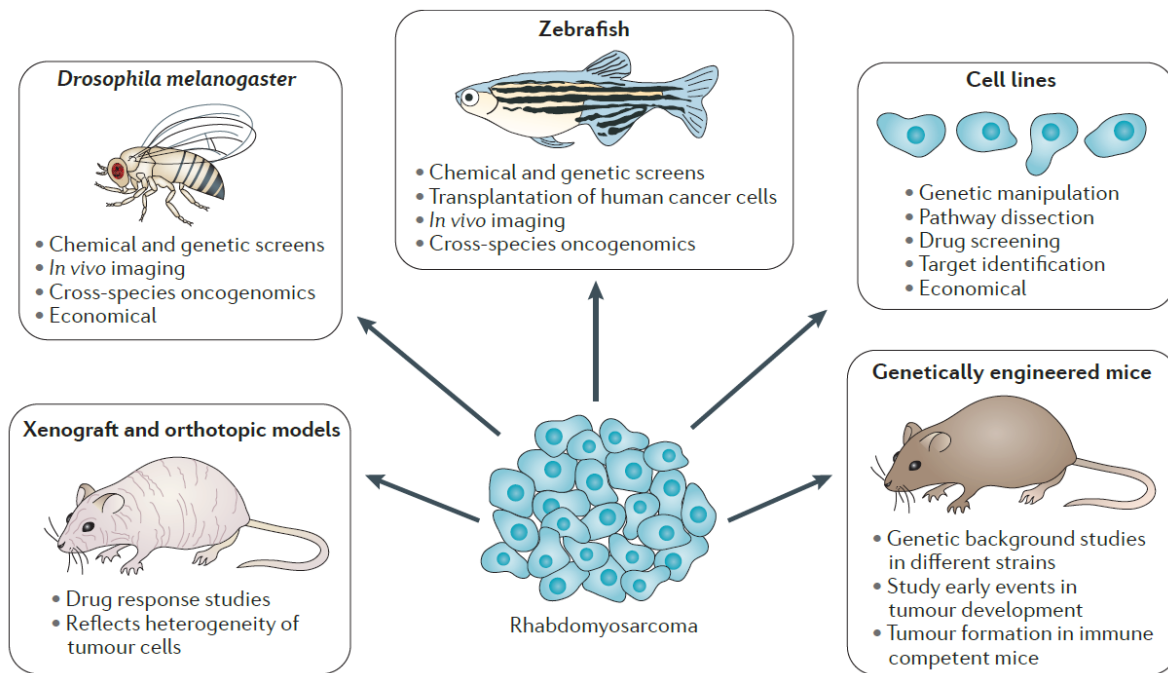 Drosophila melanogaster
• Chemical and genetic screens
• In vivo imaging
• Cross-species oncogenomics
• Economical
Zebrafish
• Chemical and genetic screens
• Transplantation of human cancer cells
• In vivo imaging
• Cross-species oncogenomics
Cell lines
• Genetic manipulation
• Pathway dissection
• Drug screening
• Target identification
• Economical
Xenograft and orthotopic models
• Drug response studies
• Reflects heterogeneity of
tumour cells
Rhabdomyosarcoma
Genetically engineered mice
• Genetic background studies
in different strains
• Study early events in
tumour development
• Tumour formation in immune
competent mice